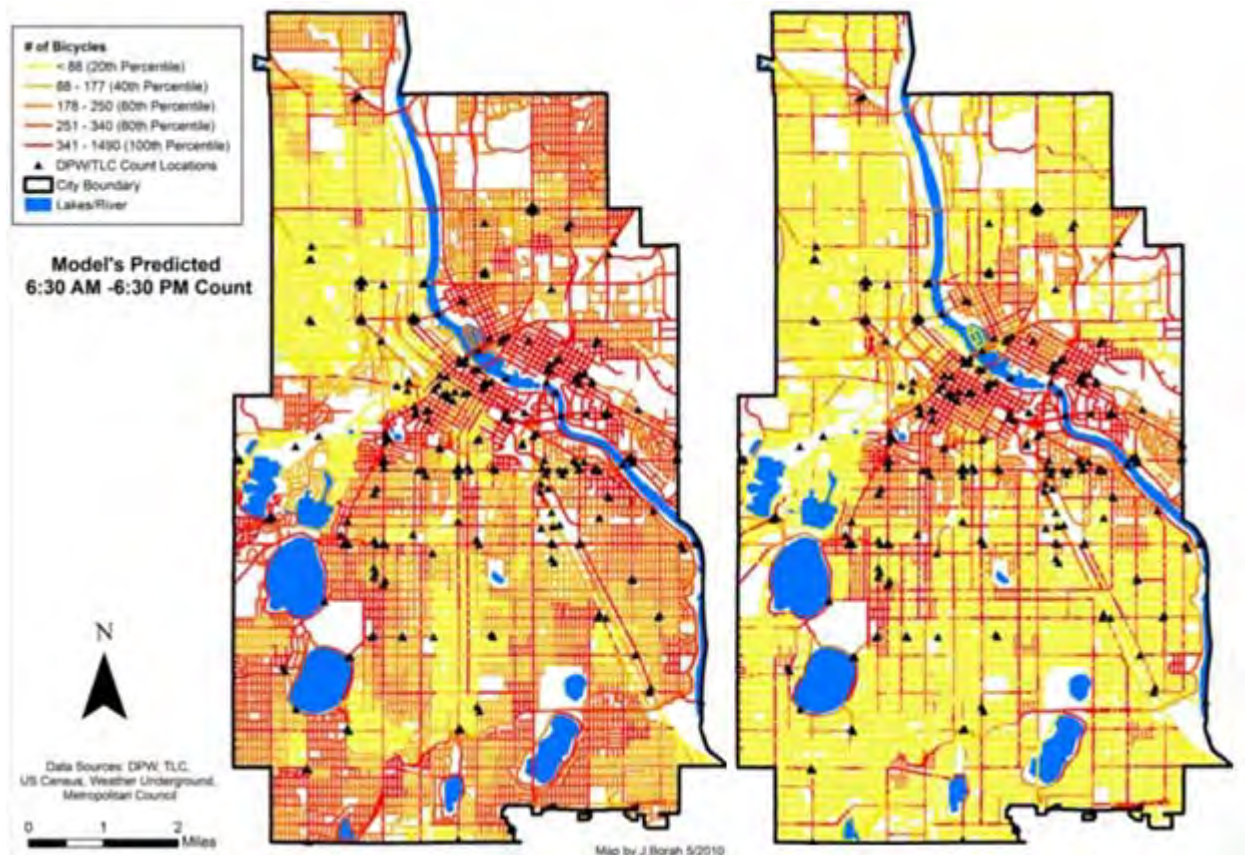 # of Bicycles
< 88 (20th Percentile)
88 - 177 (40th Percentile)
178 - 250 (60th Percentile)
251 - 340 (80th Percentile)
341 - 1490 (100th Percentile)
DPW/TLC Count Locations
City Boundary
Lakes/River
Model's Predicted
6:30 AM -6:30 PM Count
N
Data Sources: DPW, TLC,
US Census, Weather Underground,
Metropolitan Council
0 1 2
Miles
Map by J Borah 5/2010